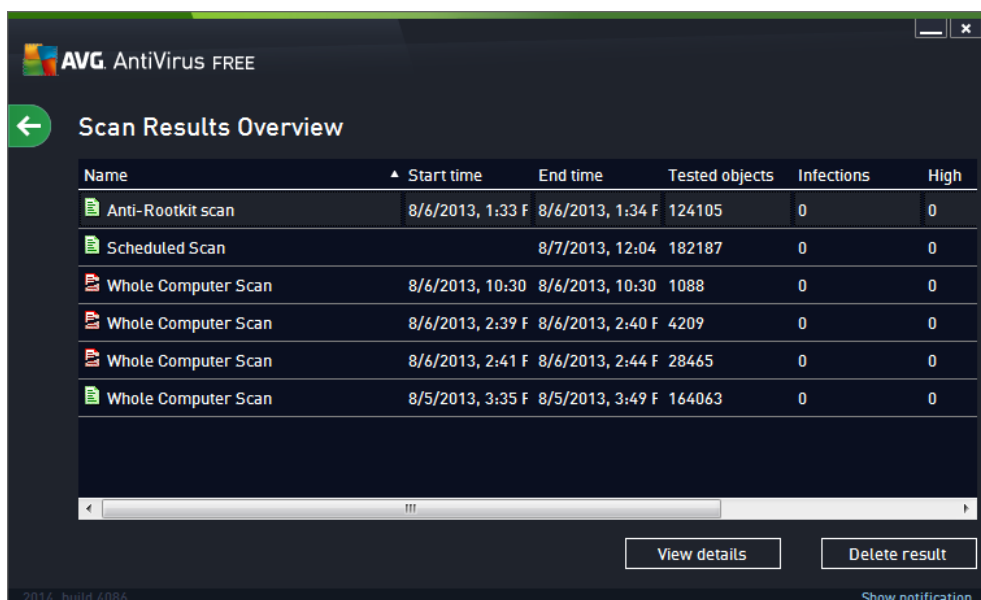 AVG. AntiVirus FREE
Scan Results Overview
Name Start time End time Tested objects Infections High
Anti-Rootkit scan 8/6/2013, 1:33 F 8/6/2013, 1:34 F 124105 0 0
Scheduled Scan 8/7/2013, 12:04 182187 0 0
Whole Computer Scan 8/6/2013, 10:30 8/6/2013, 10:30 1088 0 0
Whole Computer Scan 8/6/2013, 2:39 F 8/6/2013, 2:40 F 4209 0 0
Whole Computer Scan 8/6/2013, 2:41 F 8/6/2013, 2:44 F 28465 0 0
Whole Computer Scan 8/5/2013, 3:35 F 8/5/2013, 3:49 F 164063 0 0
View details Delete result
2014, build 4086 Show notification